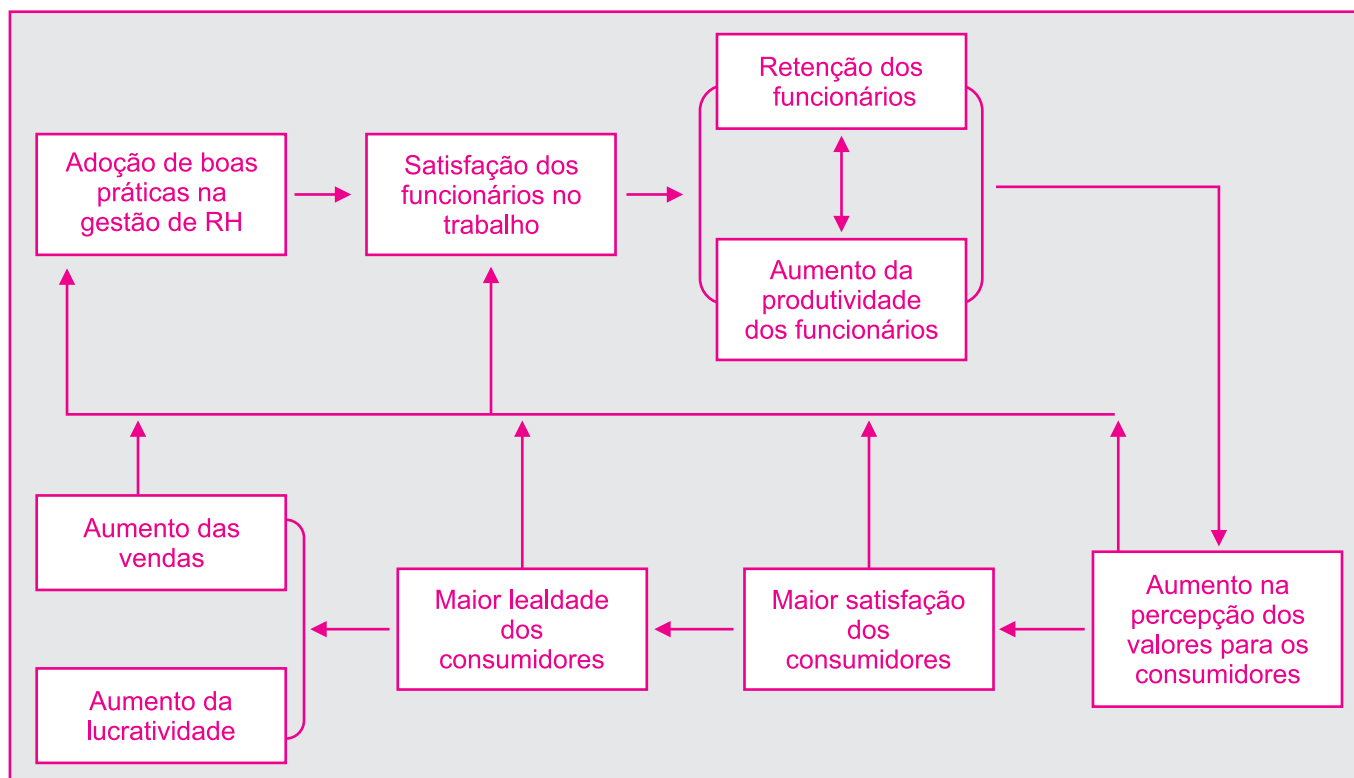 Adoção de boas
práticas na
gestão de RH
Satisfação dos
funcionários no
trabalho
Retenção dos
funcionários
Aumento da
produtividade
dos funcionários
Aumento das
vendas
Aumento da
lucratividade
Maior lealdade
dos
consumidores
Maior satisfação
dos
consumidores
Aumento na
percepção dos
valores para os
consumidores